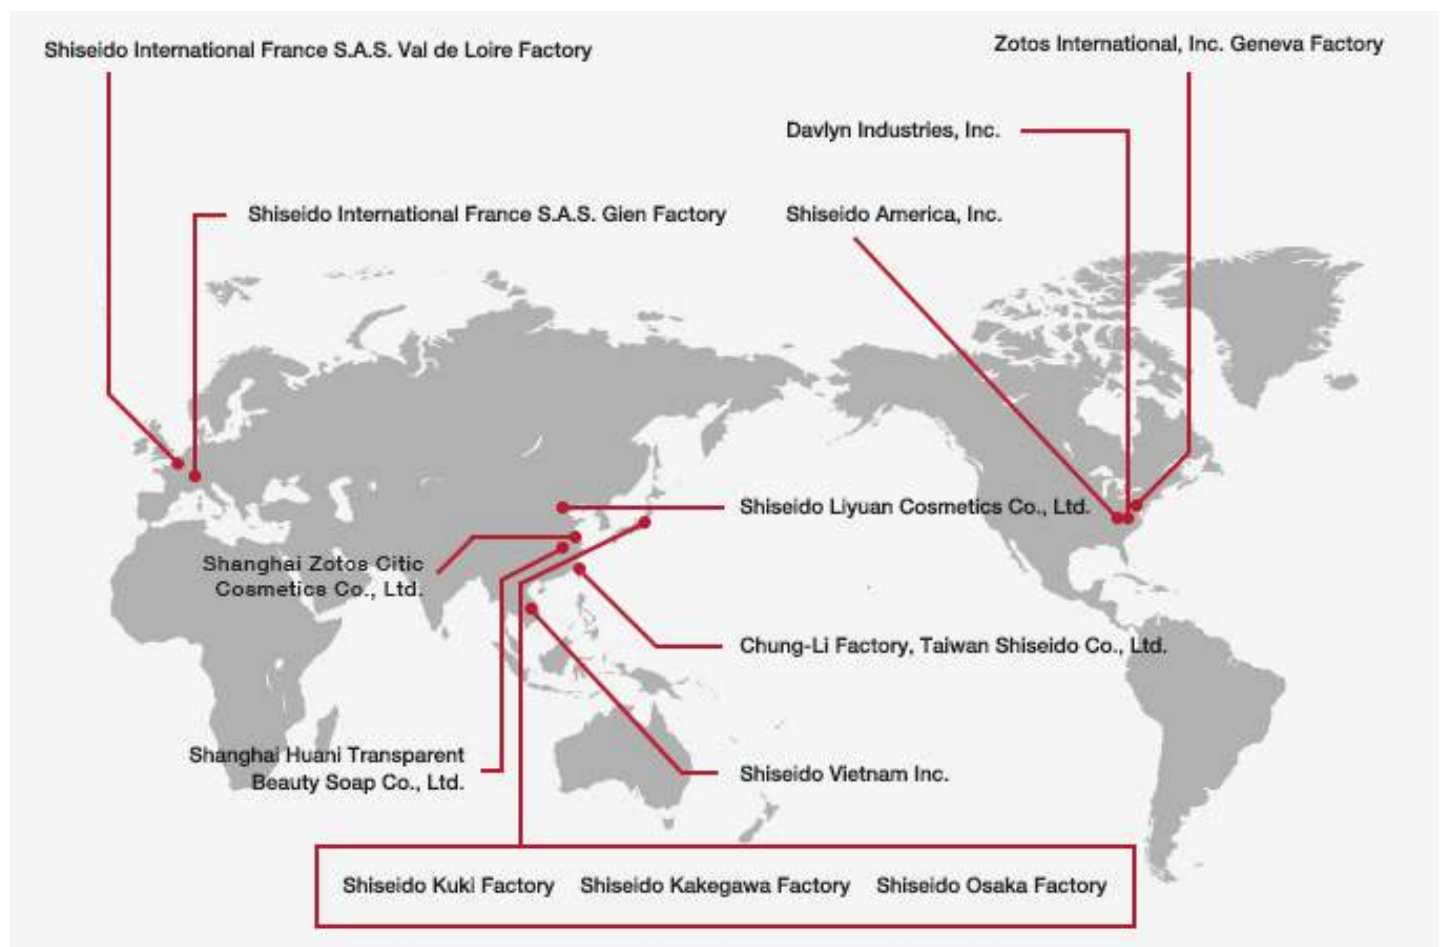 Shiseido International France S.A.S. Val de Loire Factory
Zotos International, Inc. Geneva Factory
Davlyn Industries, Inc.
Shiseido International France S.A.S. Gien Factory
Shiseido America, Inc.
Shiseido Liyuan Cosmetics Co., Ltd.
Shanghai Zotos Citic
Cosmetics Co., Ltd.
Chung-Li Factory, Taiwan Shiseido Co., Ltd.
Shanghai Huani Transparent
Beauty Soap Co., Ltd.
Shiseido Vietnam Inc.
Shiseido Kuki Factory Shiseido Kakegawa Factory Shiseido Osaka Factory